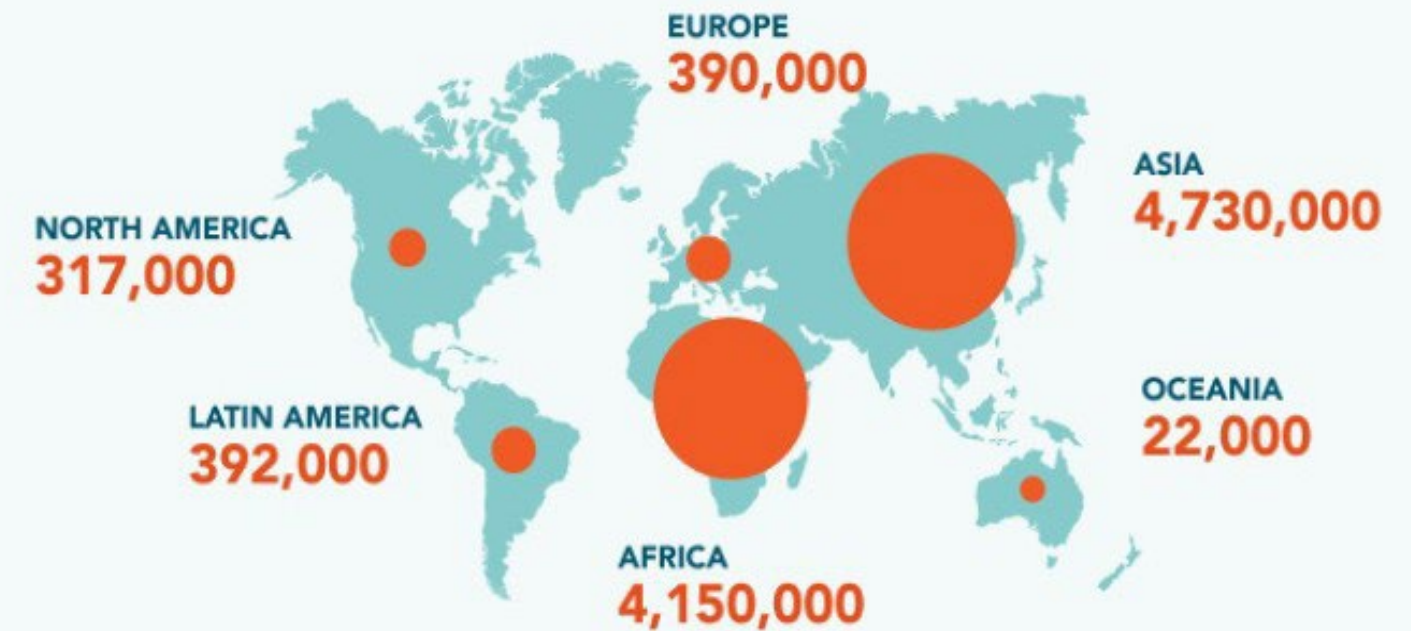 EUROPE
390,000
ASIA
4,730,000
NORTH AMERICA
317,000
OCEANIA
22,000
LATIN AMERICA
392,000
AFRICA
4,150,000